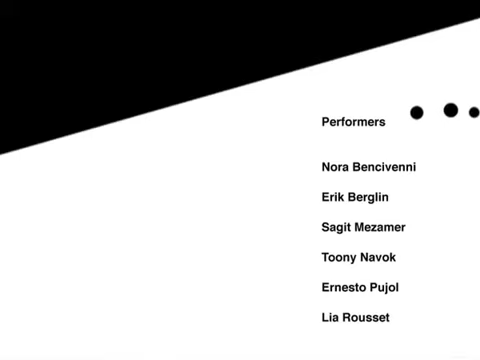 Performers
Nora Bencivenni
Erik Berglin
Sagit Mezamer
Toony Navok
Ernesto Pujol
Lia Rousset